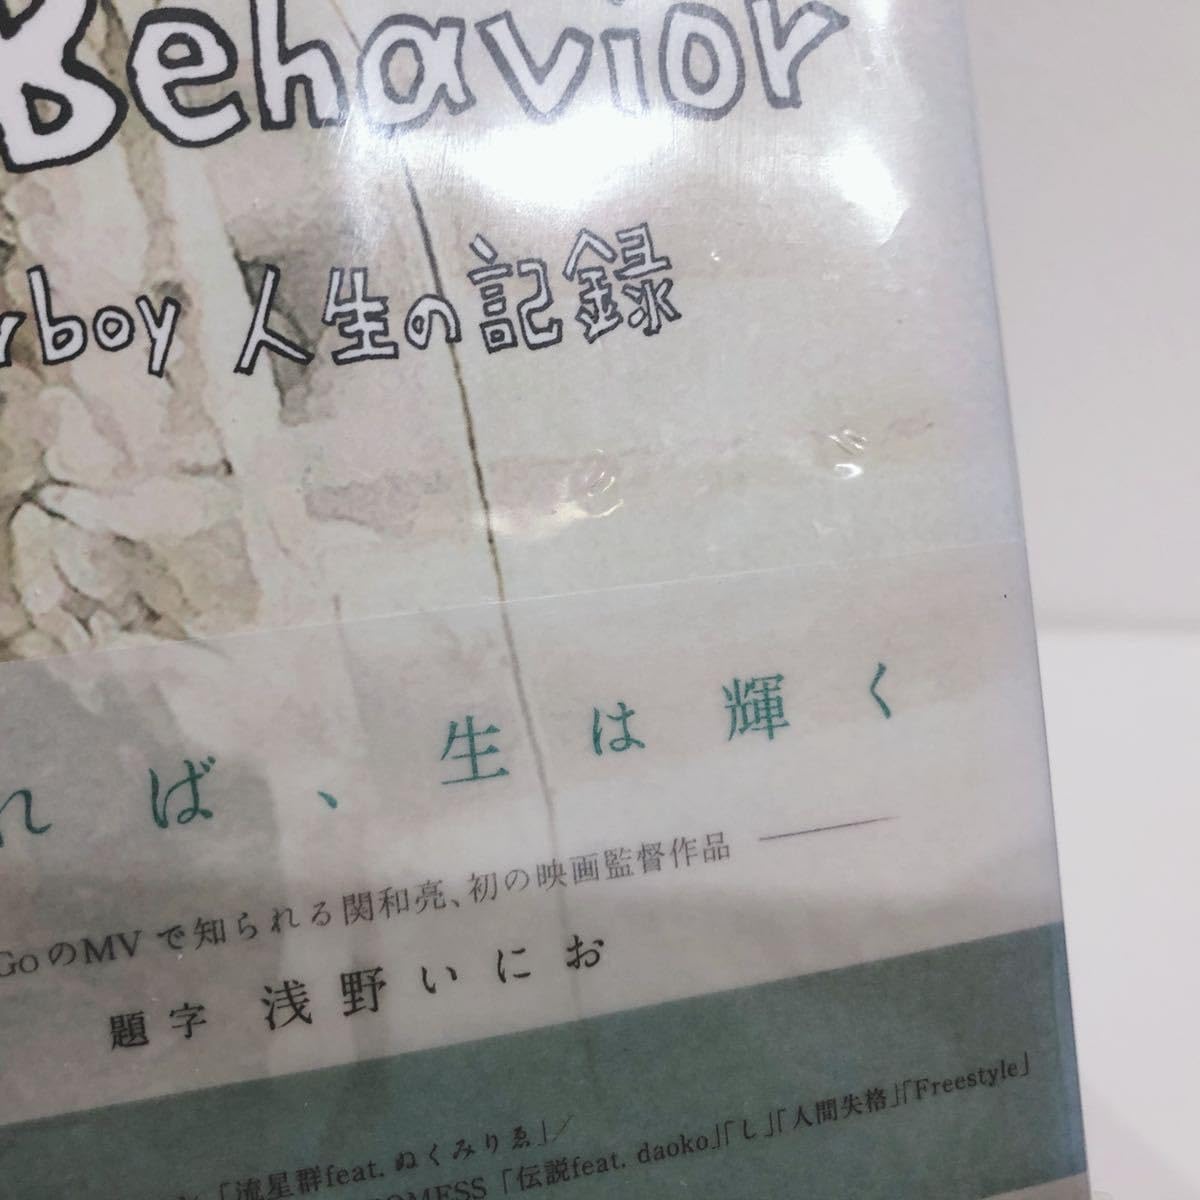 Behavior
rboy 人生の記録
れば、生は輝く
GoのMVで知られる関和亮、初の映画監督作品
題字 浅野いにお
「流星群feat. ぬくみりゑ」/
OMESS「伝説feat. daoko」「し」「人間失格」「Freestyle」